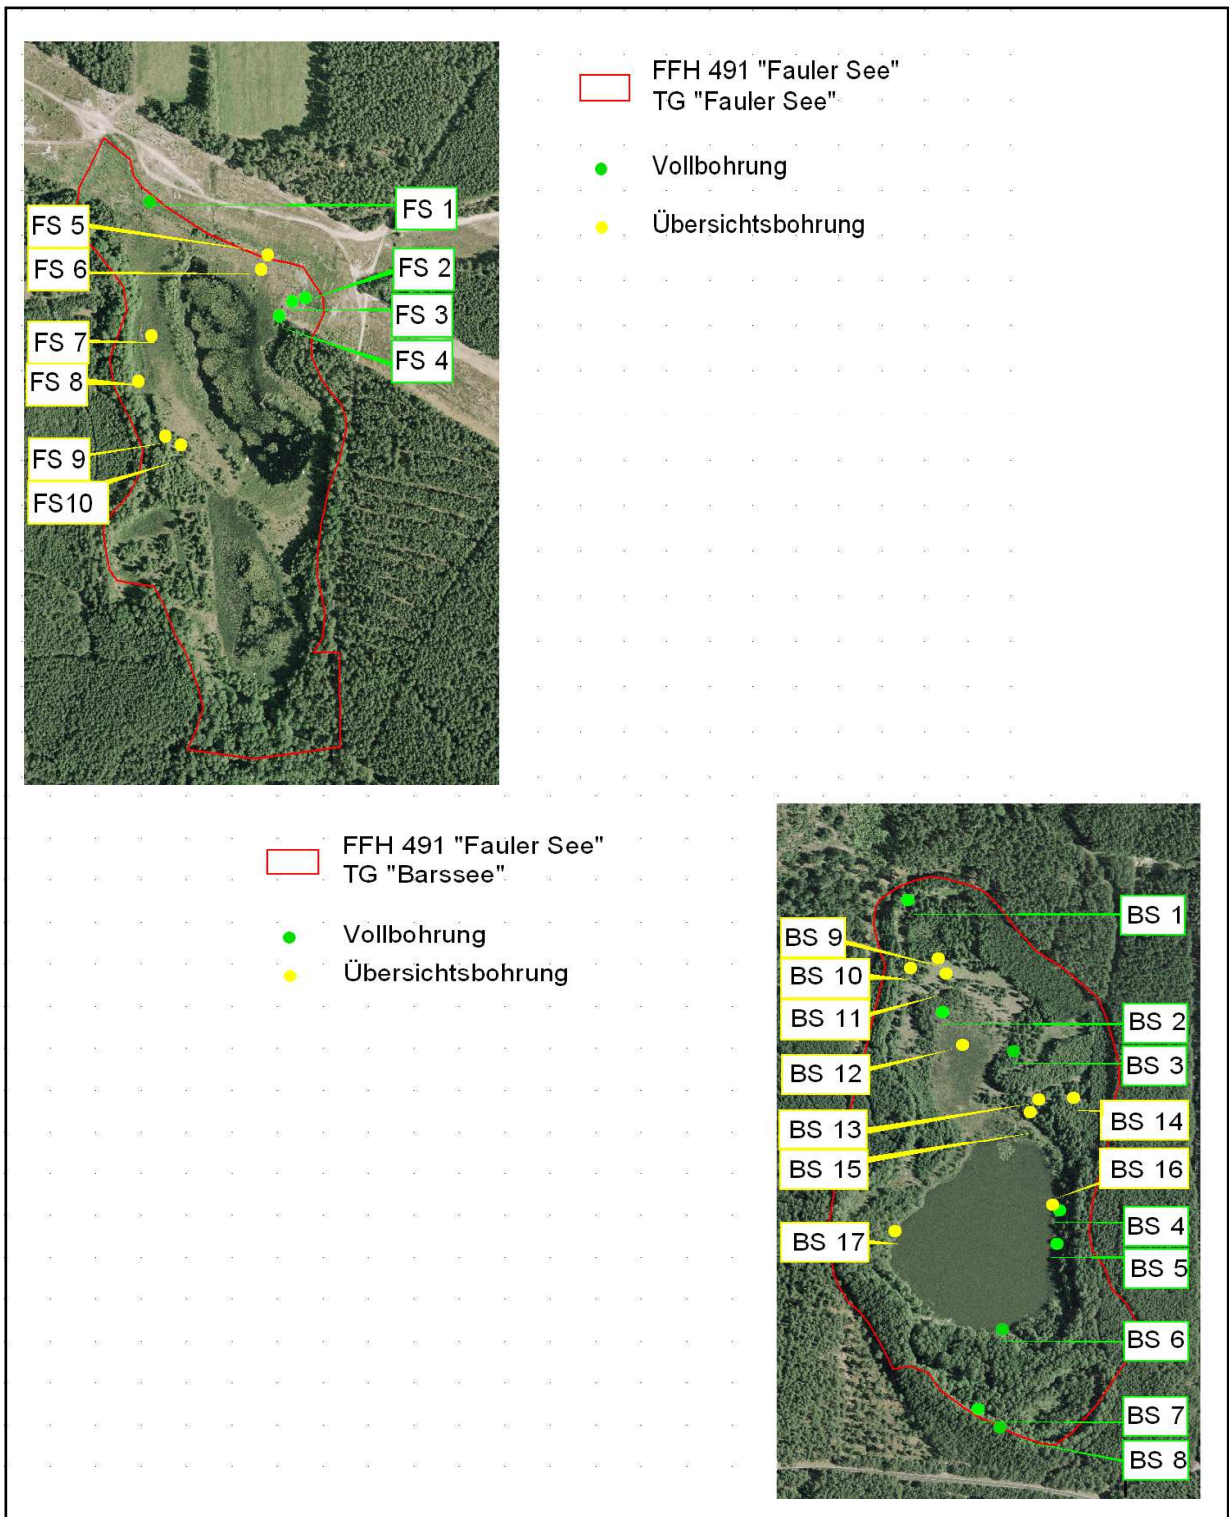 FFH 491 "Fauler See"
TG "Fauler See"
Vollbohrung
Übersichtsbohrung
FS 1
FS 5
FS 6
FS 2
FS 3
FS 7
FS 4
FS 8
FS 9
FS10
FFH 491 "Fauler See"
TG "Barssee"
Vollbohrung
Übersichtsbohrung
BS 1
BS 9
BS 10
BS 11
BS 2
BS 12
BS 3
BS 13
BS 14
BS 15
BS 16
BS 4
BS 17
BS 5
BS 6
BS 7
BS 8